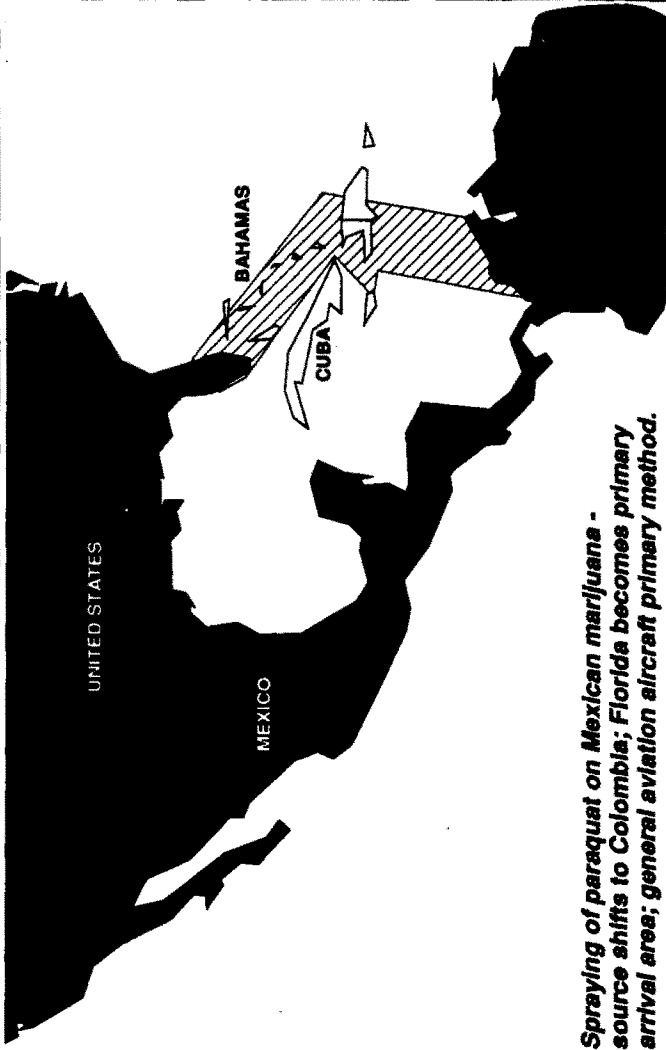 UNITED STATES
MEXICO
BAHAMAS
CUBA
Spraying of paraquat on Mexican marijuana -
source shifts to Colombia; Florida becomes primary
arrival area; general aviation aircraft primary method.